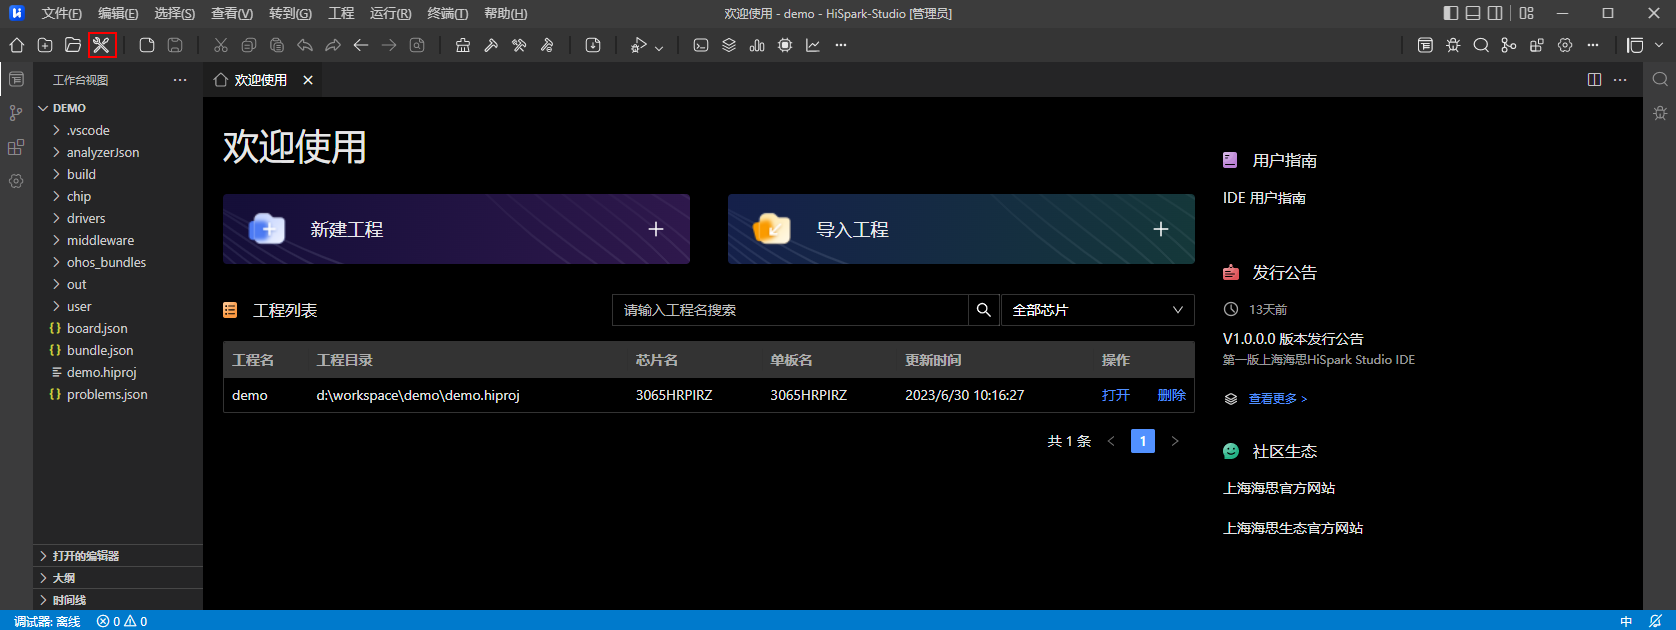 文件(F) 编辑(E) 选择(S) 查看(V) 转到(G) 工程 运行(R) 终端(T) 帮助(H) 欢迎使用 - demo - HiSpark-Studio [管理员]
工作台视图
欢迎使用
DEMO
.vscode
analyzerJson
build
chip
drivers
middleware
ohos_bundles
out
user
board.json
bundle.json
demo.hiproj
problems.json
打开的编辑器
大纲
时间线
欢迎使用
新建工程
导入工程
工程列表 请输入工程名搜索 全部芯片
工程名 工程目录 芯片名 单板名 更新时间 操作
demo d:\workspace\demo\demo.hiproj 3065HRPIRZ 3065HRPIRZ 2023/6/30 10:16:27 打开 删除
共 1 条 < 1 >
用户指南
IDE 用户指南
发行公告
13天前
V1.0.0.0 版本发行公告
第一版上海海思HiSpark Studio IDE
查看更多 >
社区生态
上海海思官方网站
上海海思生态官方网站
调试器: 离线 0 0 中